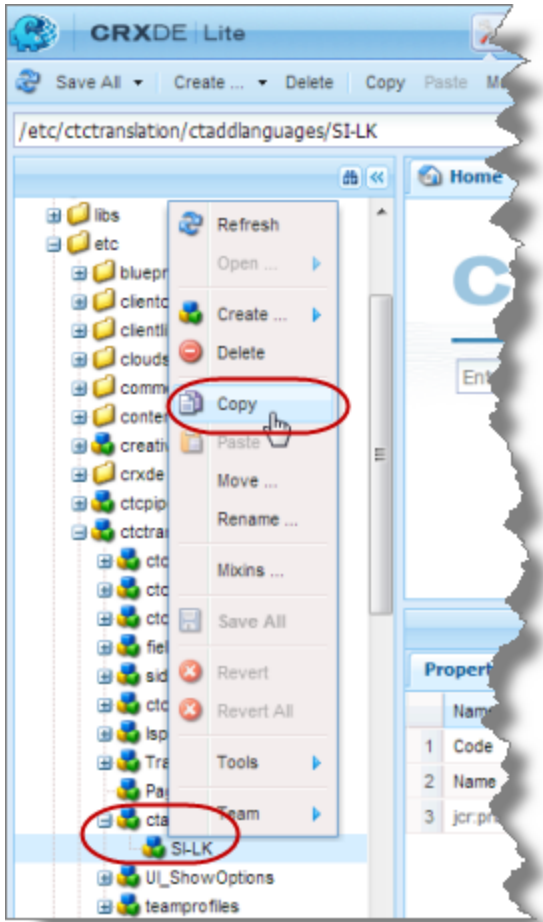 CRXDE Lite
Save All Create ... Delete Copy Paste
/etc/ctctranslation/ctaddlanguages/SI-LK
Home
libs
etc
Refresh
Open ...
Create ...
Delete
Copy
Paste
Move ...
Rename ...
Mixins ...
Save All
Revert
Revert All
Tools
Team
crxde
SI-LK
UI_ShowOptions
teamprofiles
Name
1 Code
2 Name
3